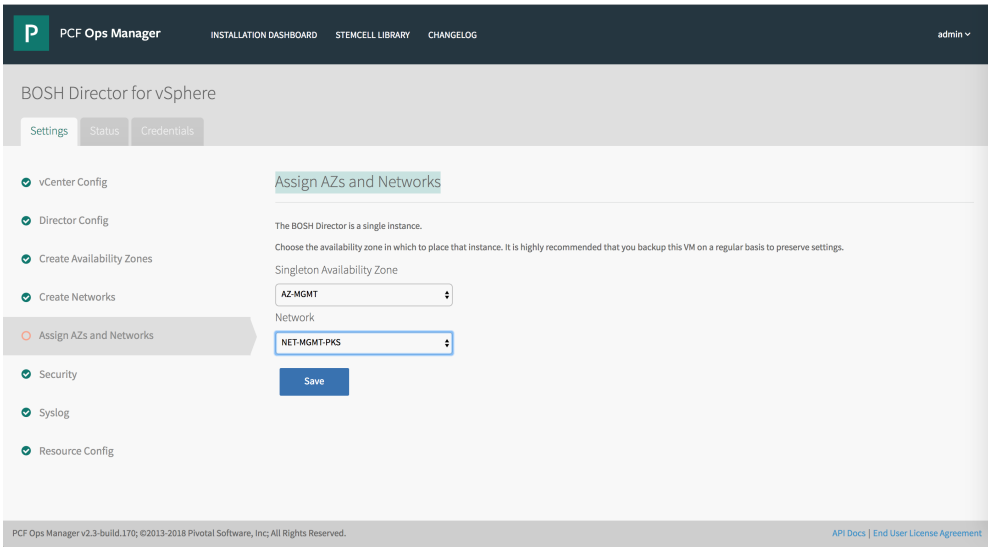 P
PCF Ops Manager
INSTALLATION DASHBOARD
STEMCELL LIBRARY
CHANGELOG
admin
BOSH Director for vSphere
Settings
Status
Credentials
vCenter Config
Director Config
Create Availability Zones
Create Networks
Assign AZs and Networks
Security
Syslog
Resource Config
Assign AZs and Networks
The BOSH Director is a single instance.
Choose the availability zone in which to place that instance. It is highly recommended that you backup this VM on a regular basis to preserve settings.
Singleton Availability Zone
AZ-MGMT
Network
NET-MGMT-PKS
Save
PCF Ops Manager v2.3-build.170; ©2013-2018 Pivotal Software, Inc; All Rights Reserved.
API Docs | End User License Agreement